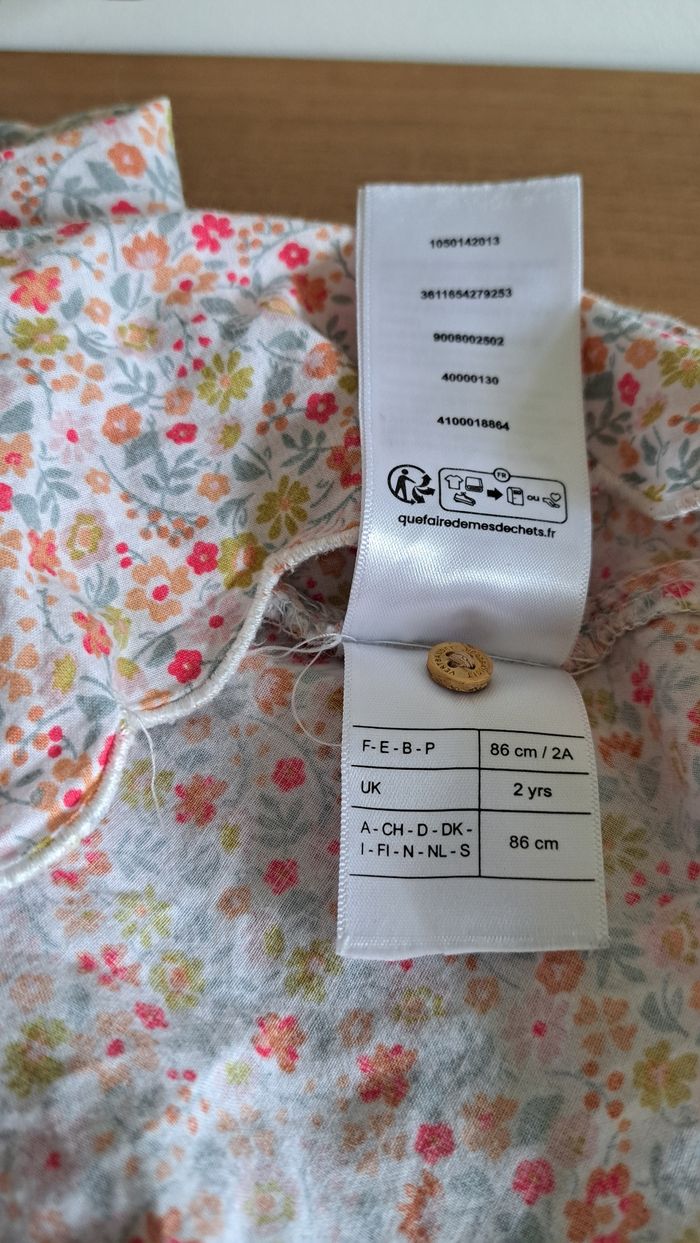 1050142013
3611654279253
9008002502
40000130
4100018864
FR
OU
quefairedemesdechets.fr
F - E - B - P 86 cm / 2A
UK 2 yrs
A - CH - D - DK - 86 cm
I - FI - N - NL - S